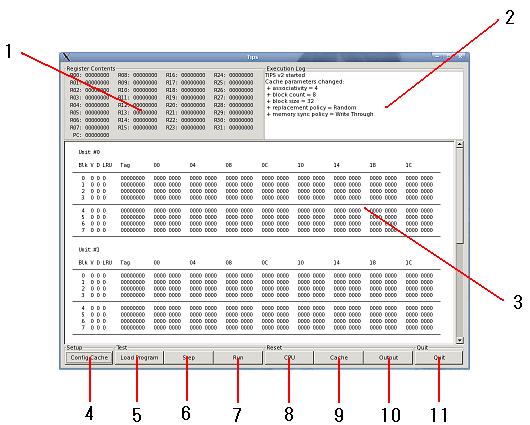 2
1
Tips
Register Contents
Execution Log
R00: 00000000 R08: 00000000 R16: 00000000 R24: 00000000
R01: 00000000 R09: 00000000 R17: 00000000 R25: 00000000
R02: 00000000 R10: 00000000 R18: 00000000 R26: 00000000
R03: 00000000 R11: 00000000 R19: 00000000 R27: 00000000
R04: 00000000 R12: 00000000 R20: 00000000 R28: 00000000
R05: 00000000 R13: 00000000 R21: 00000000 R29: 00000000
R06: 00000000 R14: 00000000 R22: 00000000 R30: 00000000
R07: 00000000 R15: 00000000 R23: 00000000 R31: 00000000
PC: 00000000
TIPS v2 started
Cache parameters changed:
+ associativity = 4
+ block count = 8
+ block size = 32
+ replacement policy = Random
+ memory sync policy = Write Through
Unit #0
Blk V D LRU Tag 00 04 08 0C 10 14 18 1C
0 0 0 0 00000000 0000 0000 0000 0000 0000 0000 0000 0000 0000 0000 0000 0000 0000 0000 0000 0000
1 0 0 0 00000000 0000 0000 0000 0000 0000 0000 0000 0000 0000 0000 0000 0000 0000 0000 0000 0000
2 0 0 0 00000000 0000 0000 0000 0000 0000 0000 0000 0000 0000 0000 0000 0000 0000 0000 0000 0000
3 0 0 0 00000000 0000 0000 0000 0000 0000 0000 0000 0000 0000 0000 0000 0000 0000 0000 0000 0000
4 0 0 0 00000000 0000 0000 0000 0000 0000 0000 0000 0000 0000 0000 0000 0000 0000 0000 0000 0000
5 0 0 0 00000000 0000 0000 0000 0000 0000 0000 0000 0000 0000 0000 0000 0000 0000 0000 0000 0000
6 0 0 0 00000000 0000 0000 0000 0000 0000 0000 0000 0000 0000 0000 0000 0000 0000 0000 0000 0000
7 0 0 0 00000000 0000 0000 0000 0000 0000 0000 0000 0000 0000 0000 0000 0000 0000 0000 0000 0000
3
Unit #1
Blk V D LRU Tag 00 04 08 0C 10 14 18 1C
0 0 0 0 00000000 0000 0000 0000 0000 0000 0000 0000 0000 0000 0000 0000 0000 0000 0000 0000 0000
1 0 0 0 00000000 0000 0000 0000 0000 0000 0000 0000 0000 0000 0000 0000 0000 0000 0000 0000 0000
2 0 0 0 00000000 0000 0000 0000 0000 0000 0000 0000 0000 0000 0000 0000 0000 0000 0000 0000 0000
3 0 0 0 00000000 0000 0000 0000 0000 0000 0000 0000 0000 0000 0000 0000 0000 0000 0000 0000 0000
4 0 0 0 00000000 0000 0000 0000 0000 0000 0000 0000 0000 0000 0000 0000 0000 0000 0000 0000 0000
5 0 0 0 00000000 0000 0000 0000 0000 0000 0000 0000 0000 0000 0000 0000 0000 0000 0000 0000 0000
6 0 0 0 00000000 0000 0000 0000 0000 0000 0000 0000 0000 0000 0000 0000 0000 0000 0000 0000 0000
7 0 0 0 00000000 0000 0000 0000 0000 0000 0000 0000 0000 0000 0000 0000 0000 0000 0000 0000 0000
Setup Test Reset Quit
Config Cache Load Program Step Run CPU Cache Output Quit
4 5 6 7 8 9 10 11